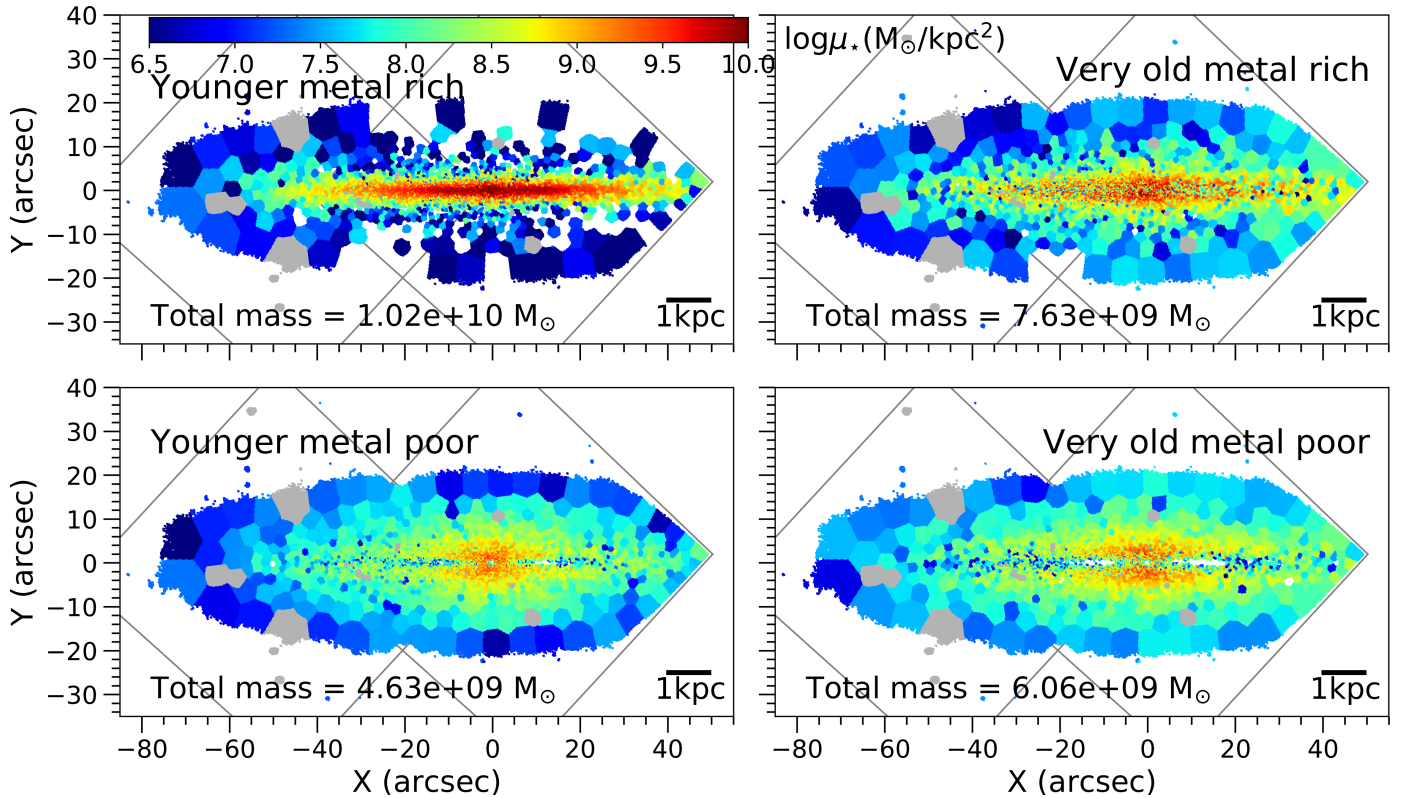 40
30
20
10
0
−10
−20
−30
Y (arcsec)
6.5 7.0 7.5 8.0 8.5 9.0 9.5 10.0
logμ⋆(M⊙/kpc²)
Younger metal rich
Total mass = 1.02e+10 M⊙
1kpc
Very old metal rich
Total mass = 7.63e+09 M⊙
1kpc
40
30
20
10
0
−10
−20
−30
Y (arcsec)
Younger metal poor
Total mass = 4.63e+09 M⊙
1kpc
Very old metal poor
Total mass = 6.06e+09 M⊙
1kpc
−80 −60 −40 −20 0 20 40
X (arcsec)
−80 −60 −40 −20 0 20 40
X (arcsec)